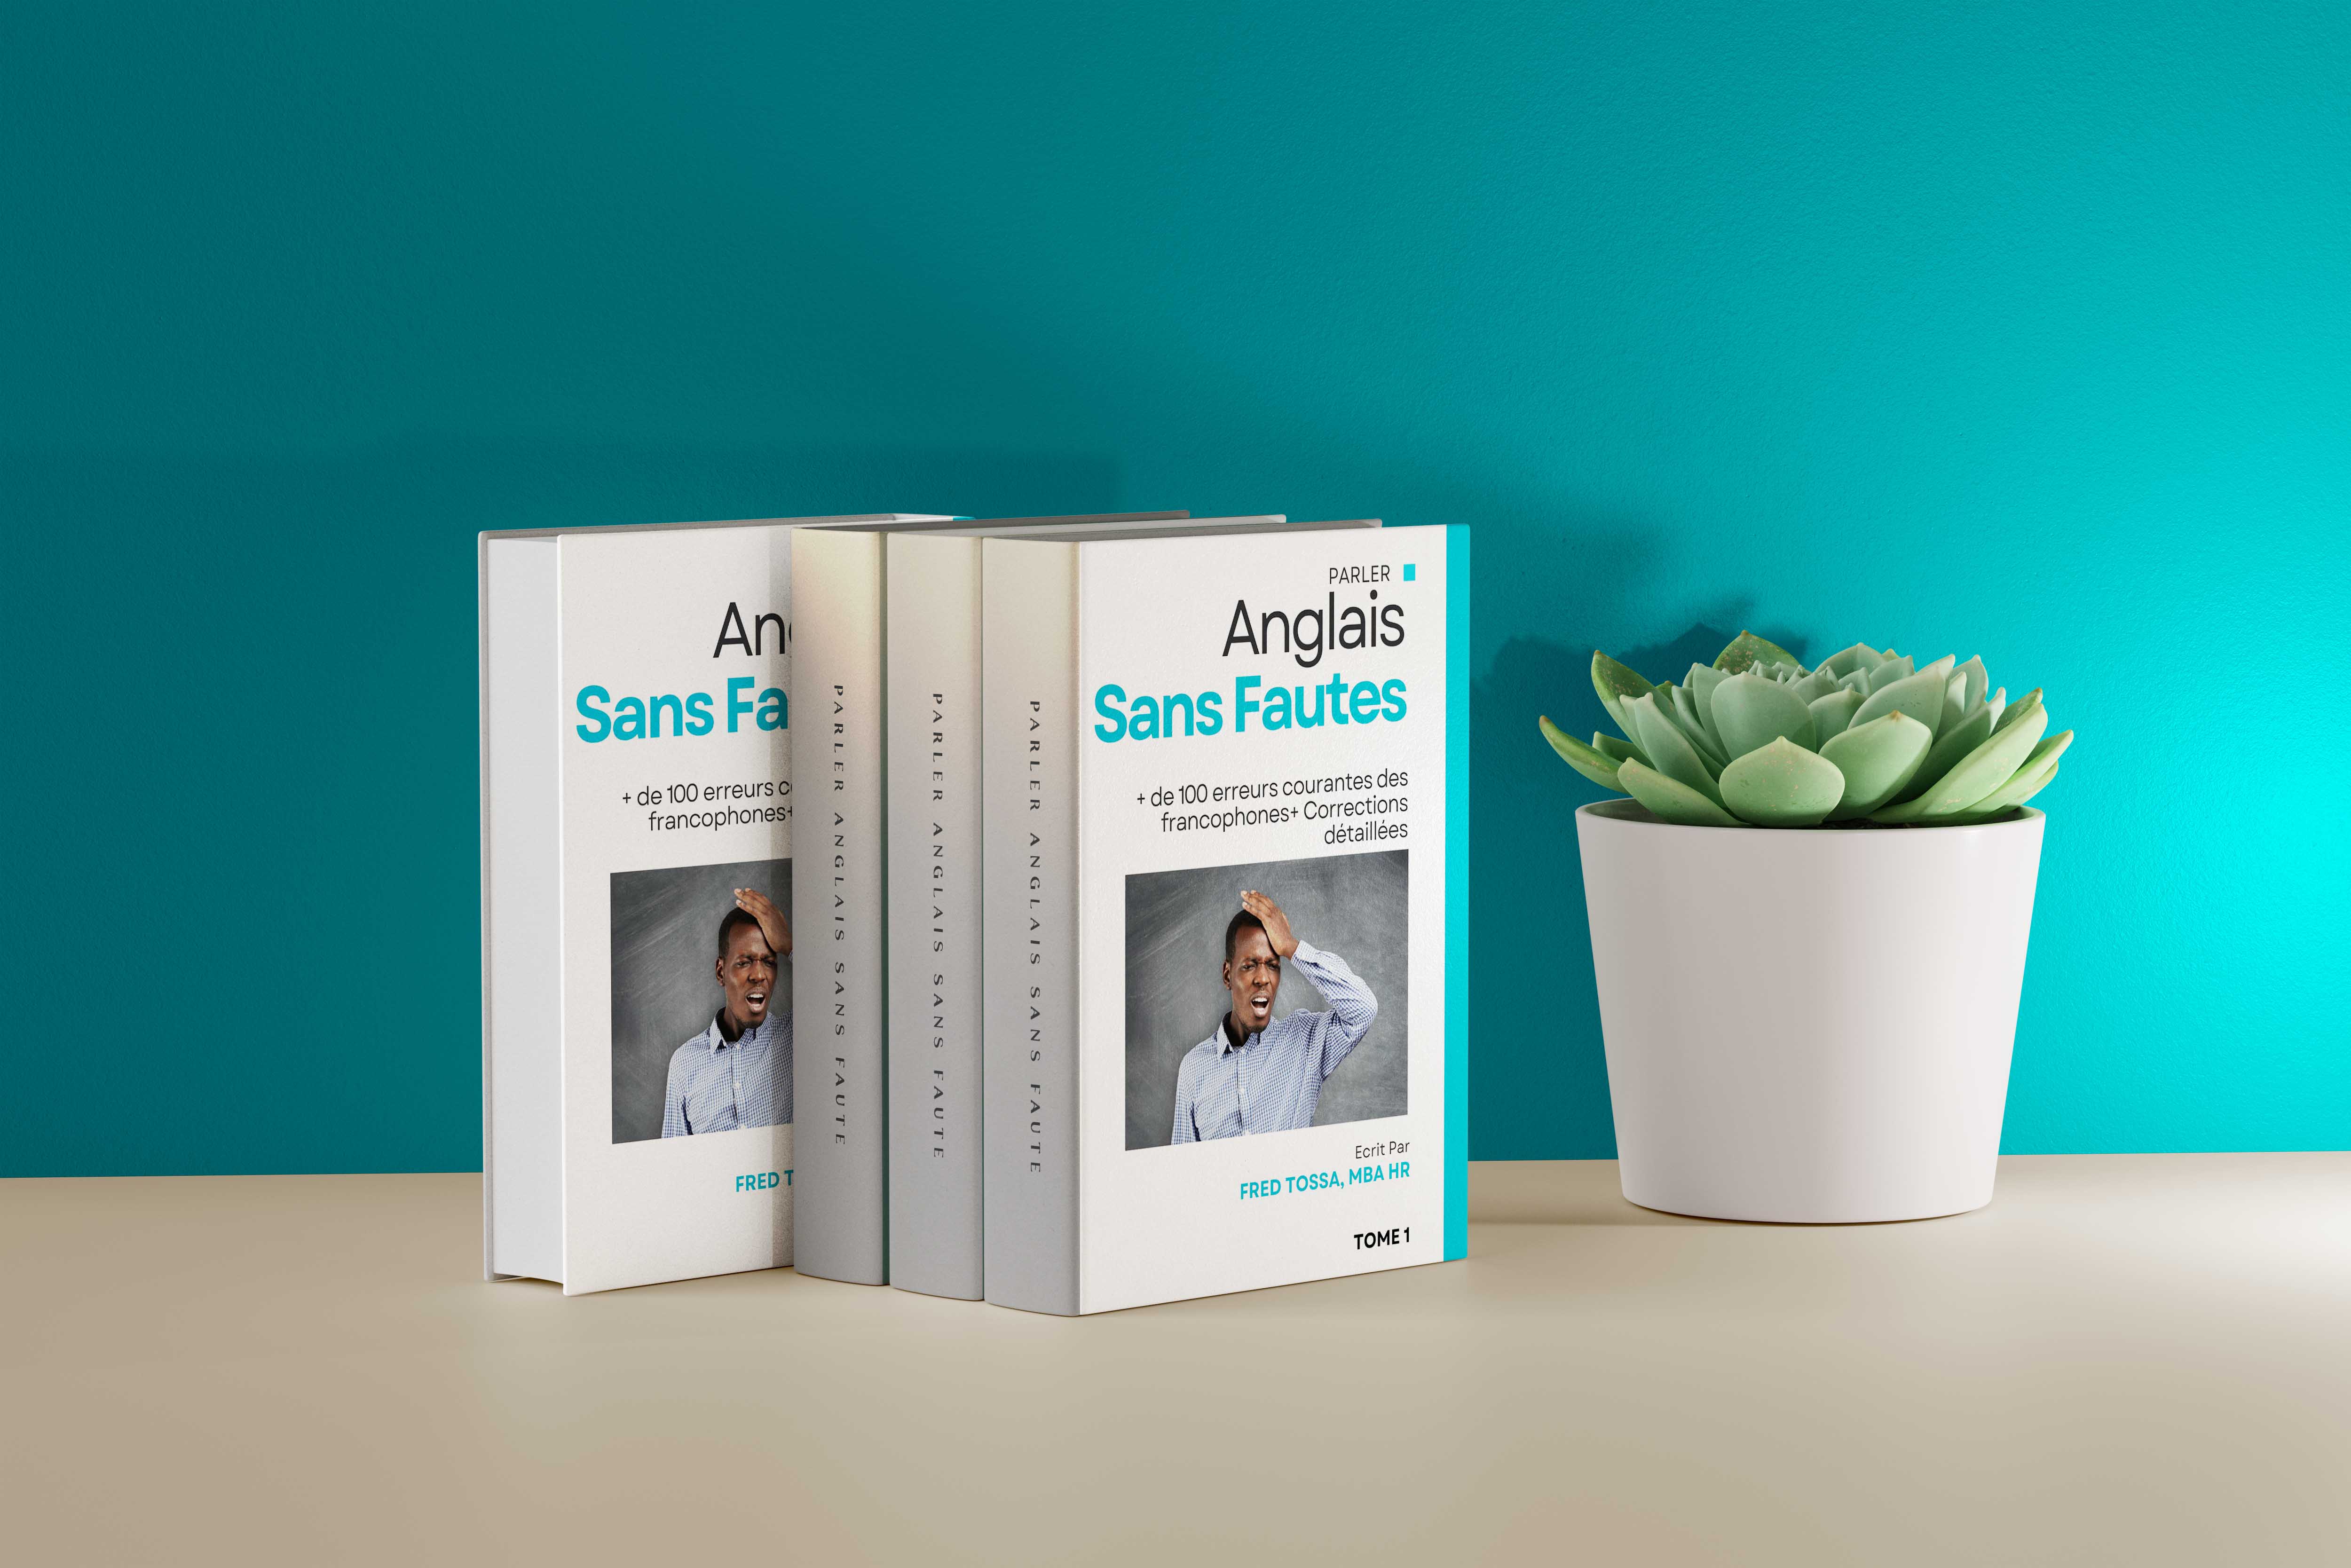 An
Sans Fa
+ de 100 erreurs c
francophones+
FRED T
PARLER ANGLAIS SANS FAUTE
PARLER ANGLAIS SANS FAUTE
PARLER ANGLAIS SANS FAUTE
PARLER
Anglais
Sans Fautes
+ de 100 erreurs courantes des
francophones+ Corrections
détaillées
Ecrit Par
FRED TOSSA, MBA HR
TOME 1